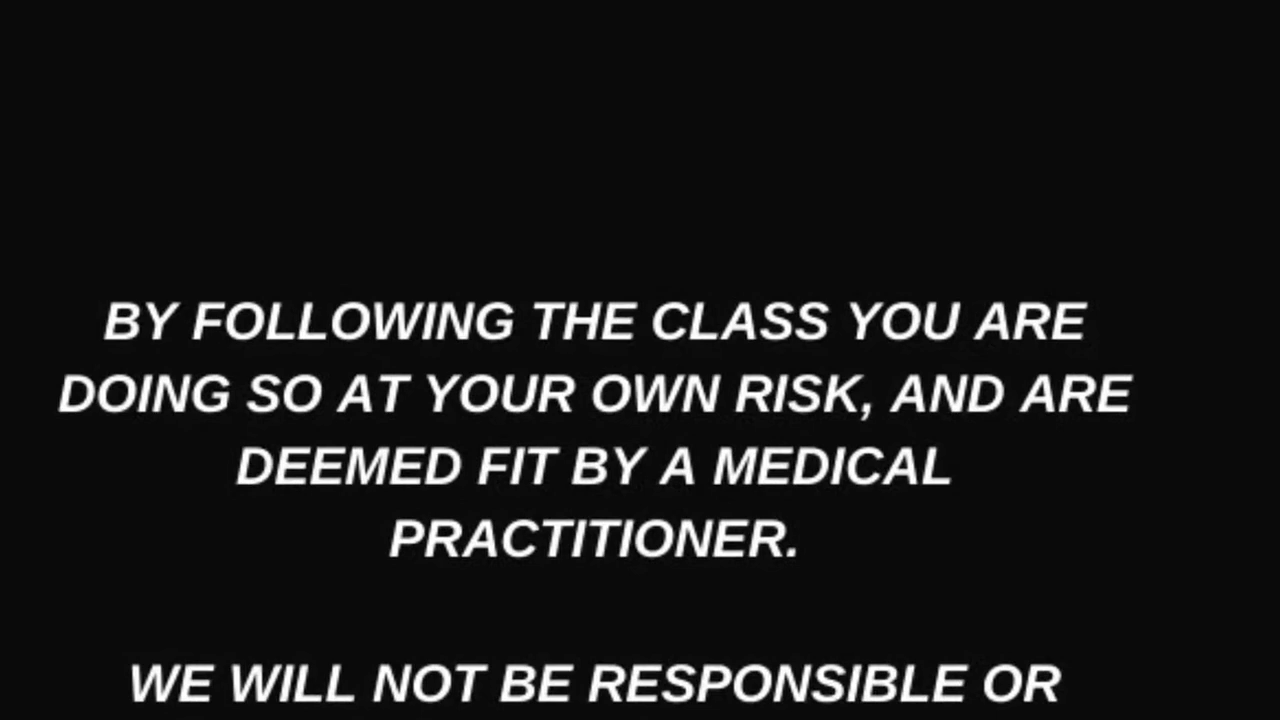 BY FOLLOWING THE CLASS YOU ARE
DOING SO AT YOUR OWN RISK, AND ARE
DEEMED FIT BY A MEDICAL
PRACTITIONER.
WE WILL NOT BE RESPONSIBLE OR